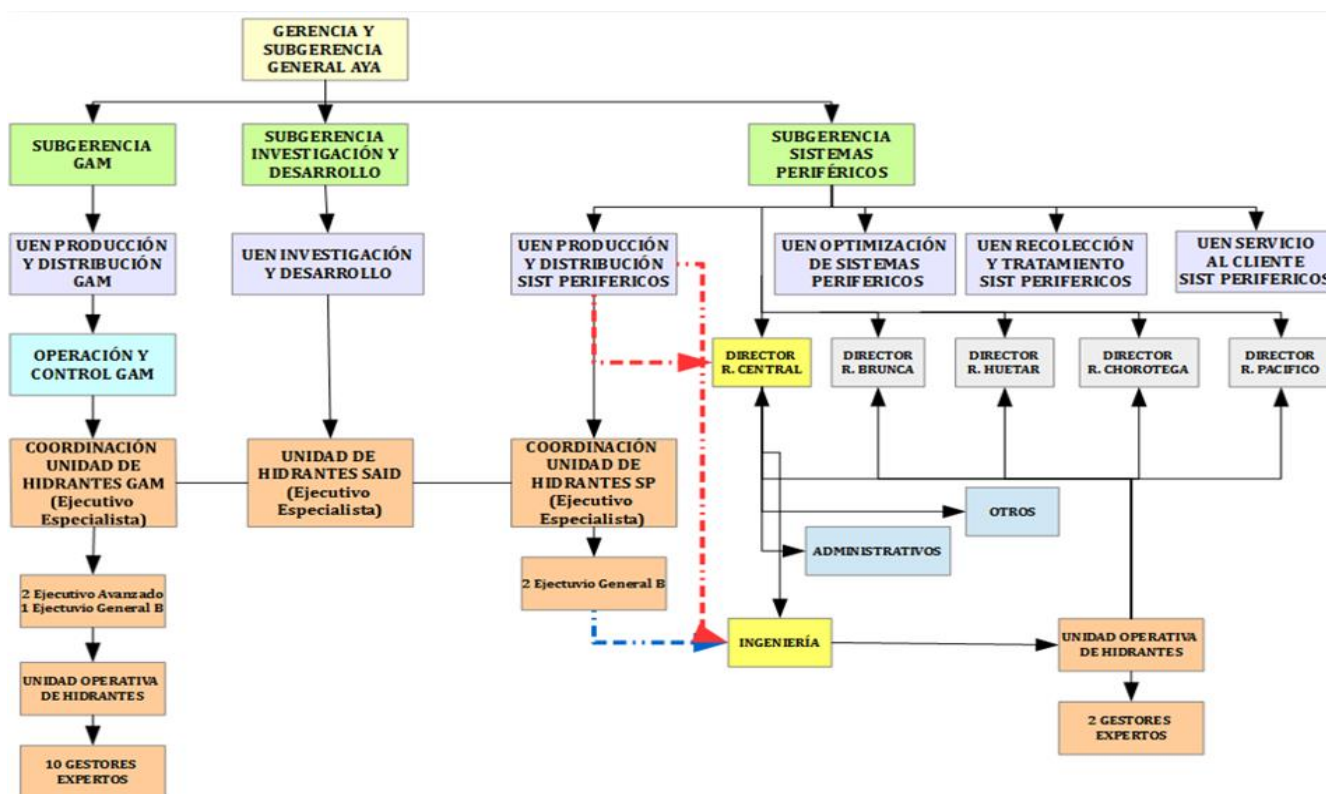 GERENCIA Y
SUBGERENCIA
GENERAL AYA
SUBGERENCIA
GAM
SUBGERENCIA
INVESTIGACIÓN Y
DESARROLLO
SUBGERENCIA
SISTEMAS
PERIFÉRICOS
UEN PRODUCCIÓN
Y DISTRIBUCIÓN
GAM
UEN INVESTIGACIÓN
Y DESARROLLO
UEN PRODUCCIÓN
Y DISTRIBUCIÓN
SIST PERIFERICOS
UEN OPTIMIZACIÓN
DE SISTEMAS
PERIFERICOS
UEN RECOLECCIÓN
Y TRATAMIENTO
SIST PERIFERICOS
UEN SERVICIO
AL CLIENTE
SIST PERIFERICOS
OPERACIÓN Y
CONTROL GAM
DIRECTOR
R. CENTRAL
DIRECTOR
R. BRUNCA
DIRECTOR
R. HUETAR
DIRECTOR
R. CHOROTEGA
DIRECTOR
R. PACIFICO
COORDINACIÓN
UNIDAD DE
HIDRANTES GAM
(Ejecutivo
Especialista)
UNIDAD DE
HIDRANTES SAID
(Ejecutivo
Especialista)
COORDINACIÓN
UNIDAD DE
HIDRANTES SP
(Ejecutivo
Especialista)
OTROS
ADMINISTRATIVOS
2 Ejecutivo Avanzado
1 Ejectuvio General B
2 Ejectuvio General B
INGENIERÍA
UNIDAD OPERATIVA
DE HIDRANTES
UNIDAD OPERATIVA
DE HIDRANTES
2 GESTORES
EXPERTOS
10 GESTORES
EXPERTOS